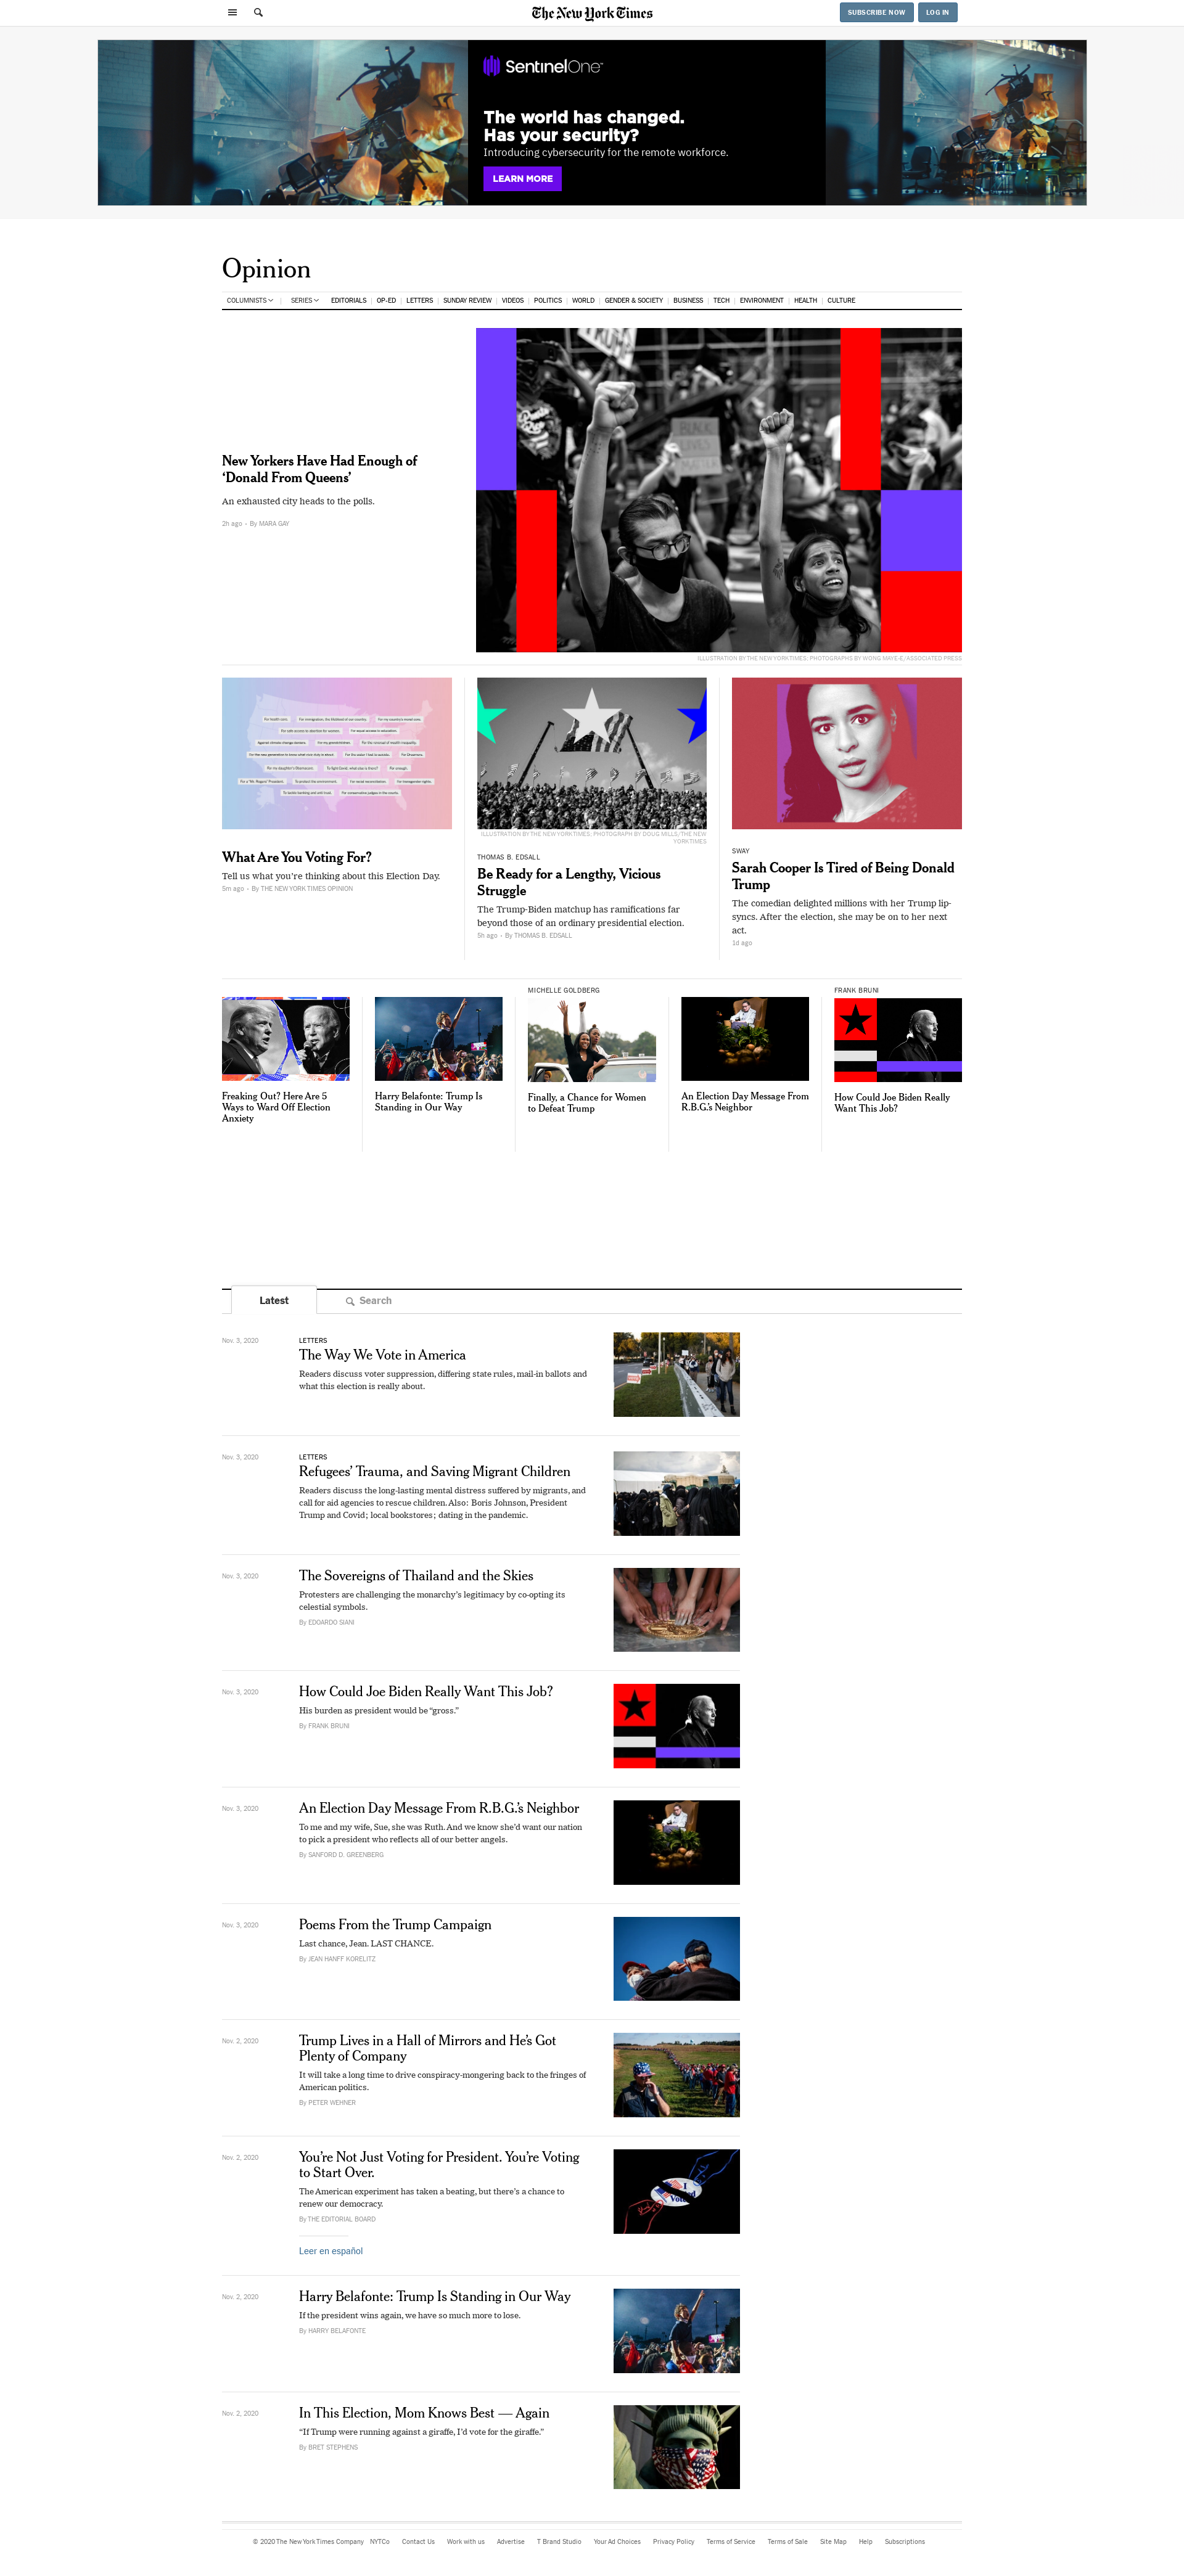 The New York Times
SUBSCRIBE NOW
LOG IN
SentinelOne
The world has changed.
Has your security?
Introducing cybersecurity for the remote workforce.
LEARN MORE
Opinion
COLUMNISTS
SERIES
EDITORIALS
OP-ED
LETTERS
SUNDAY REVIEW
VIDEOS
POLITICS
WORLD
GENDER & SOCIETY
BUSINESS
TECH
ENVIRONMENT
HEALTH
CULTURE
New Yorkers Have Had Enough of
‘Donald From Queens’
An exhausted city heads to the polls.
2h ago • By MARA GAY
ILLUSTRATION BY THE NEW YORK TIMES; PHOTOGRAPHS BY WONG MAYE-E/ASSOCIATED PRESS
What Are You Voting For?
Tell us what you’re thinking about this Election Day.
5m ago • By THE NEW YORK TIMES OPINION
ILLUSTRATION BY THE NEW YORK TIMES; PHOTOGRAPH BY DOUG MILLS/THE NEW
YORK TIMES
THOMAS B. EDSALL
Be Ready for a Lengthy, Vicious
Struggle
The Trump-Biden matchup has ramifications far
beyond those of an ordinary presidential election.
5h ago • By THOMAS B. EDSALL
SWAY
Sarah Cooper Is Tired of Being Donald
Trump
The comedian delighted millions with her Trump lip-
syncs. After the election, she may be on to her next
act.
1d ago
Freaking Out? Here Are 5
Ways to Ward Off Election
Anxiety
Harry Belafonte: Trump Is
Standing in Our Way
MICHELLE GOLDBERG
Finally, a Chance for Women
to Defeat Trump
An Election Day Message From
R.B.G.’s Neighbor
FRANK BRUNI
How Could Joe Biden Really
Want This Job?
Latest
Search
Nov. 3, 2020
LETTERS
The Way We Vote in America
Readers discuss voter suppression, differing state rules, mail-in ballots and
what this election is really about.
Nov. 3, 2020
LETTERS
Refugees’ Trauma, and Saving Migrant Children
Readers discuss the long-lasting mental distress suffered by migrants, and
call for aid agencies to rescue children. Also: Boris Johnson, President
Trump and Covid; local bookstores; dating in the pandemic.
Nov. 3, 2020
The Sovereigns of Thailand and the Skies
Protesters are challenging the monarchy’s legitimacy by co-opting its
celestial symbols.
By EDOARDO SIANI
Nov. 3, 2020
How Could Joe Biden Really Want This Job?
His burden as president would be “gross.”
By FRANK BRUNI
Nov. 3, 2020
An Election Day Message From R.B.G.’s Neighbor
To me and my wife, Sue, she was Ruth. And we know she’d want our nation
to pick a president who reflects all of our better angels.
By SANFORD D. GREENBERG
Nov. 3, 2020
Poems From the Trump Campaign
Last chance, Jean. LAST CHANCE.
By JEAN HANFF KORELITZ
Nov. 2, 2020
Trump Lives in a Hall of Mirrors and He’s Got
Plenty of Company
It will take a long time to drive conspiracy-mongering back to the fringes of
American politics.
By PETER WEHNER
Nov. 2, 2020
You’re Not Just Voting for President. You’re Voting
to Start Over.
The American experiment has taken a beating, but there’s a chance to
renew our democracy.
By THE EDITORIAL BOARD
Leer en español
Nov. 2, 2020
Harry Belafonte: Trump Is Standing in Our Way
If the president wins again, we have so much more to lose.
By HARRY BELAFONTE
Nov. 2, 2020
In This Election, Mom Knows Best — Again
“If Trump were running against a giraffe, I’d vote for the giraffe.”
By BRET STEPHENS
© 2020 The New York Times Company
NYTCo
Contact Us
Work with us
Advertise
T Brand Studio
Your Ad Choices
Privacy Policy
Terms of Service
Terms of Sale
Site Map
Help
Subscriptions